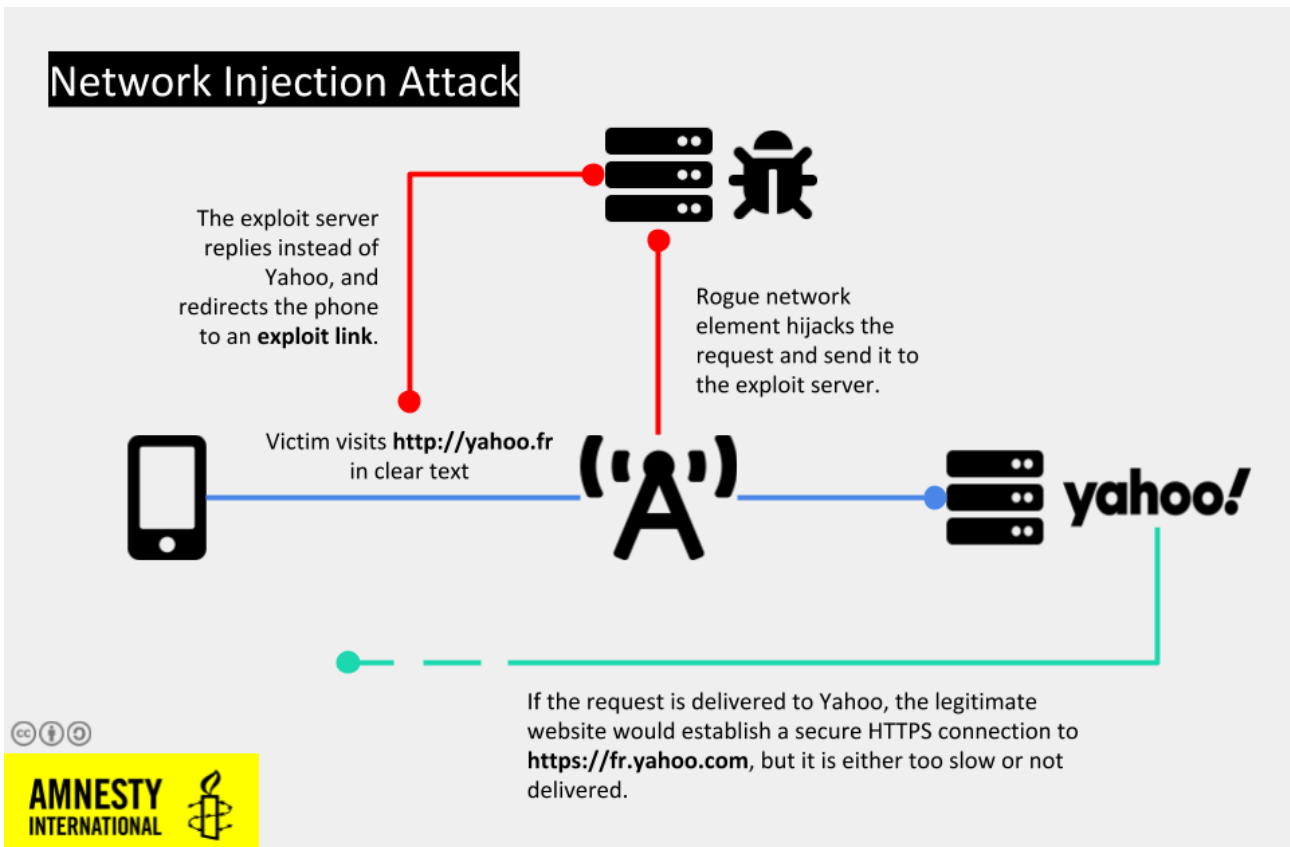 Network Injection Attack
The exploit server
replies instead of
Yahoo, and
redirects the phone
to an exploit link.
Rogue network
element hijacks the
request and send it to
the exploit server.
Victim visits http://yahoo.fr
in clear text
yahoo!
If the request is delivered to Yahoo, the legitimate
website would establish a secure HTTPS connection to
https://fr.yahoo.com, but it is either too slow or not
delivered.
cc
AMNESTY
INTERNATIONAL